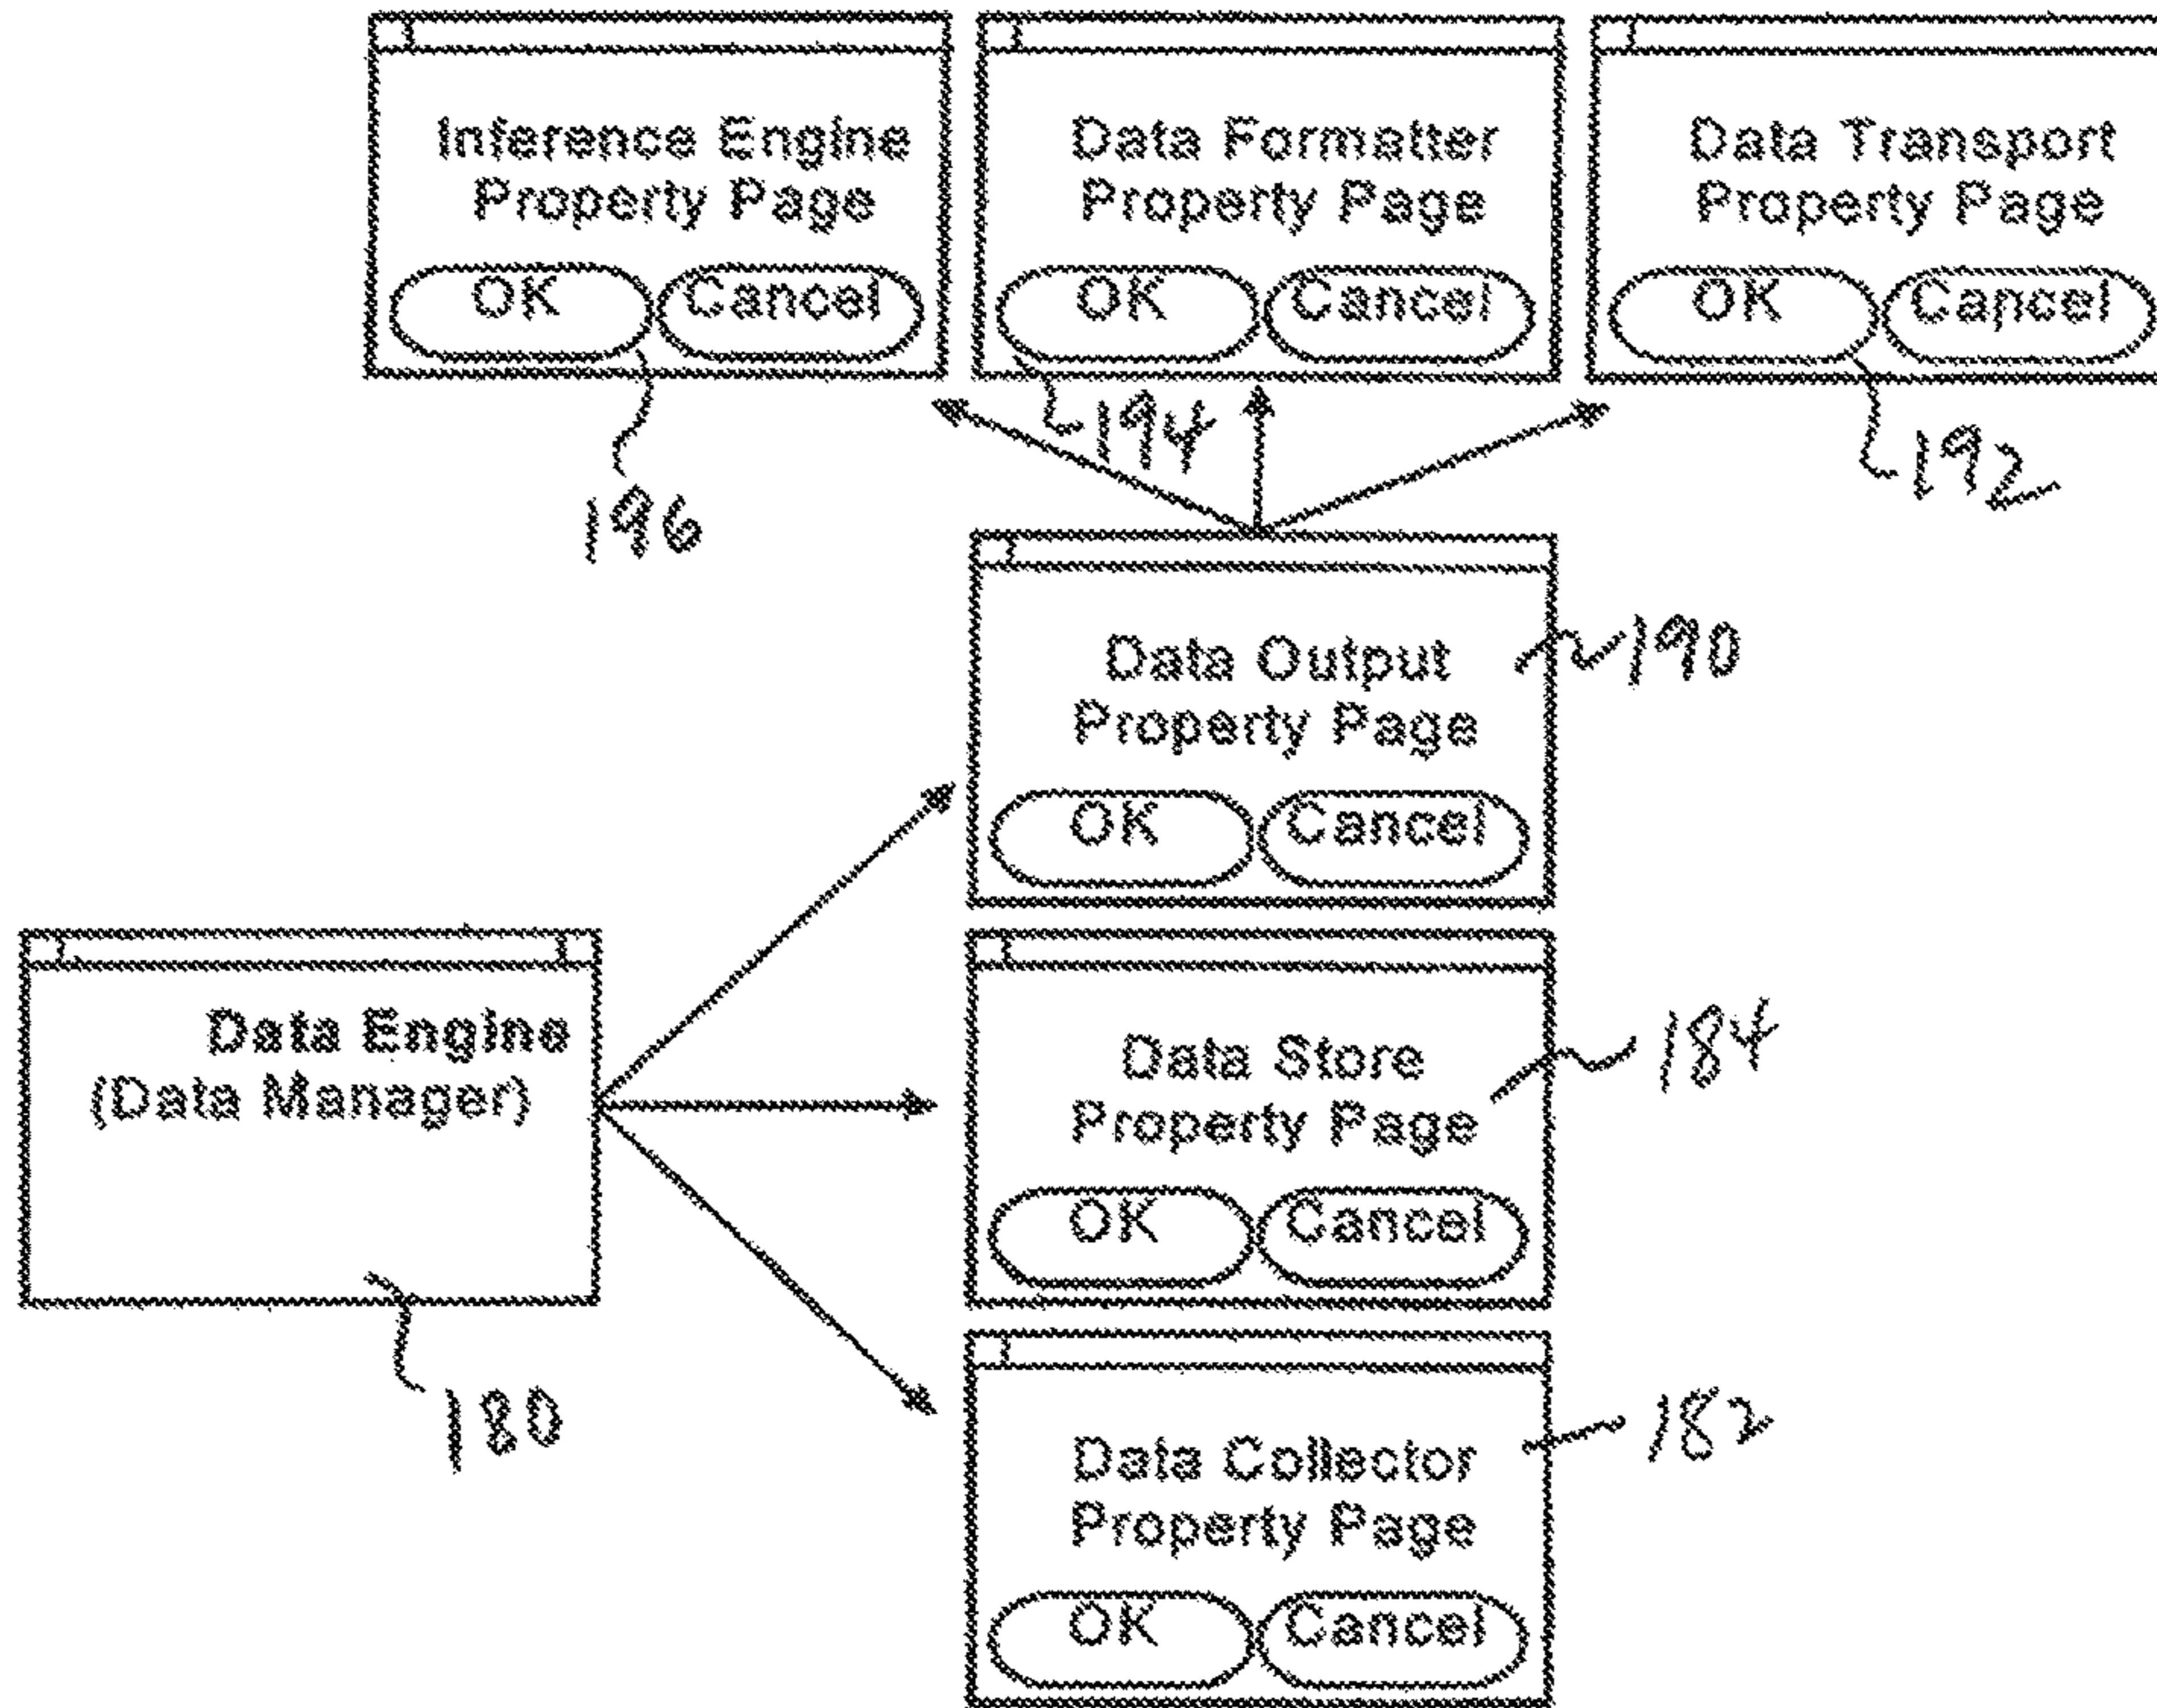 Inference Engine
Property Page
OK Cancel
Data Formatter
Property Page
OK Cancel
Data Transport
Property Page
OK Cancel
196
194
192
Data Output
Property Page
OK Cancel
190
Data Engine
(Data Manager)
180
Data Store
Property Page
OK Cancel
184
Data Collector
Property Page
OK Cancel
182